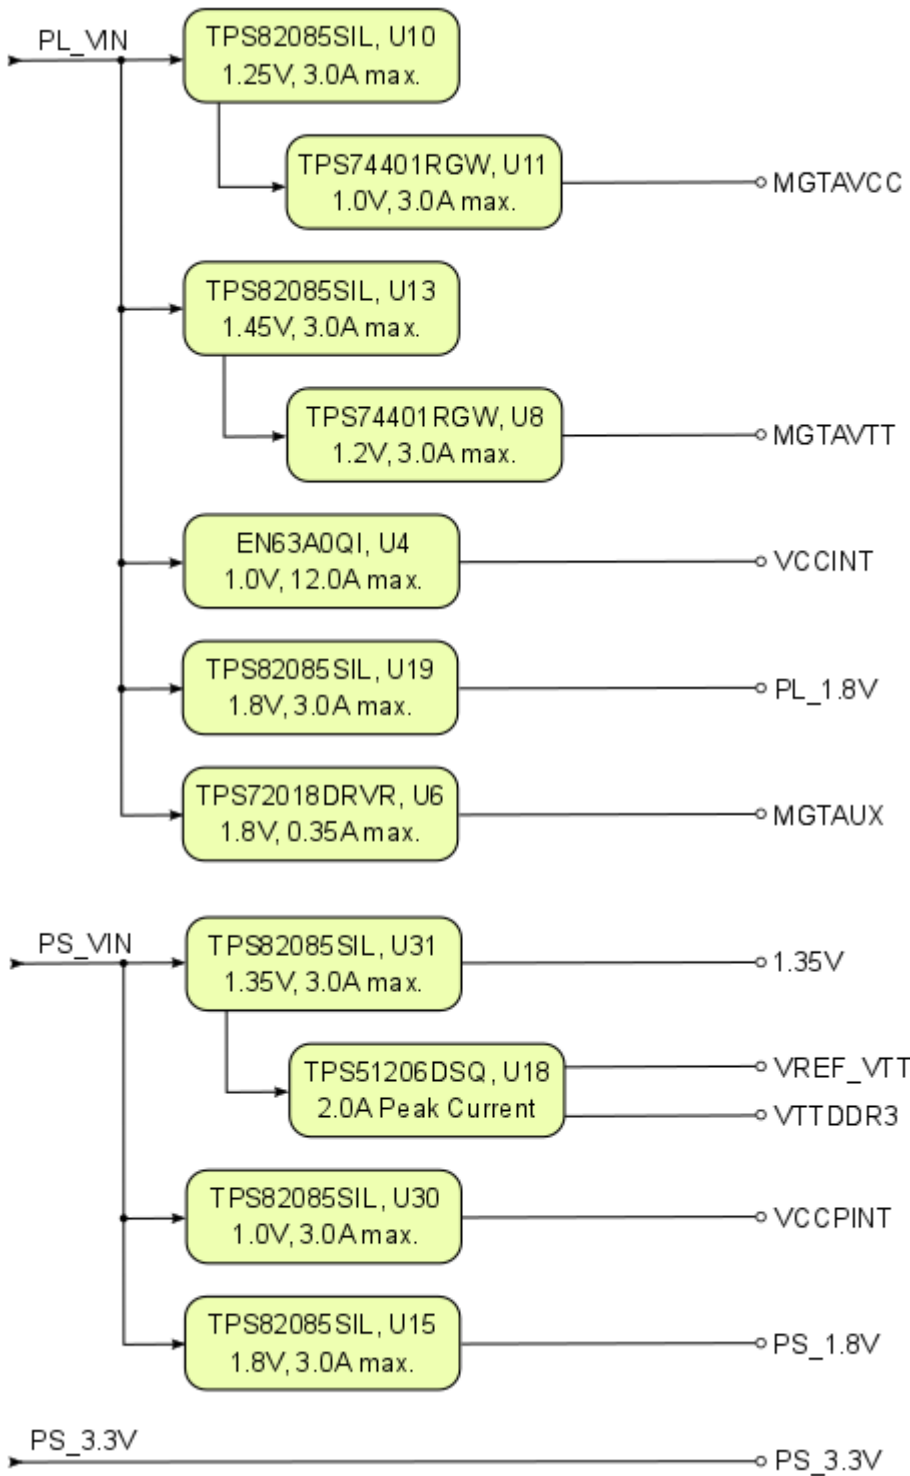 PL_VIN
TPS82085SIL, U10
1.25V, 3.0A max.
TPS74401RGW, U11
1.0V, 3.0A max.
MGTAVCC
TPS82085SIL, U13
1.45V, 3.0A max.
TPS74401RGW, U8
1.2V, 3.0A max.
MGTAVTT
EN63A0QI, U4
1.0V, 12.0A max.
VCCINT
TPS82085SIL, U19
1.8V, 3.0A max.
PL_1.8V
TPS72018DRVR, U6
1.8V, 0.35A max.
MGTAUX
PS_VIN
TPS82085SIL, U31
1.35V, 3.0A max.
1.35V
TPS51206DSQ, U18
2.0A Peak Current
VREF_VTT
VTTDDR3
TPS82085SIL, U30
1.0V, 3.0A max.
VCCPINT
TPS82085SIL, U15
1.8V, 3.0A max.
PS_1.8V
PS_3.3V
PS_3.3V